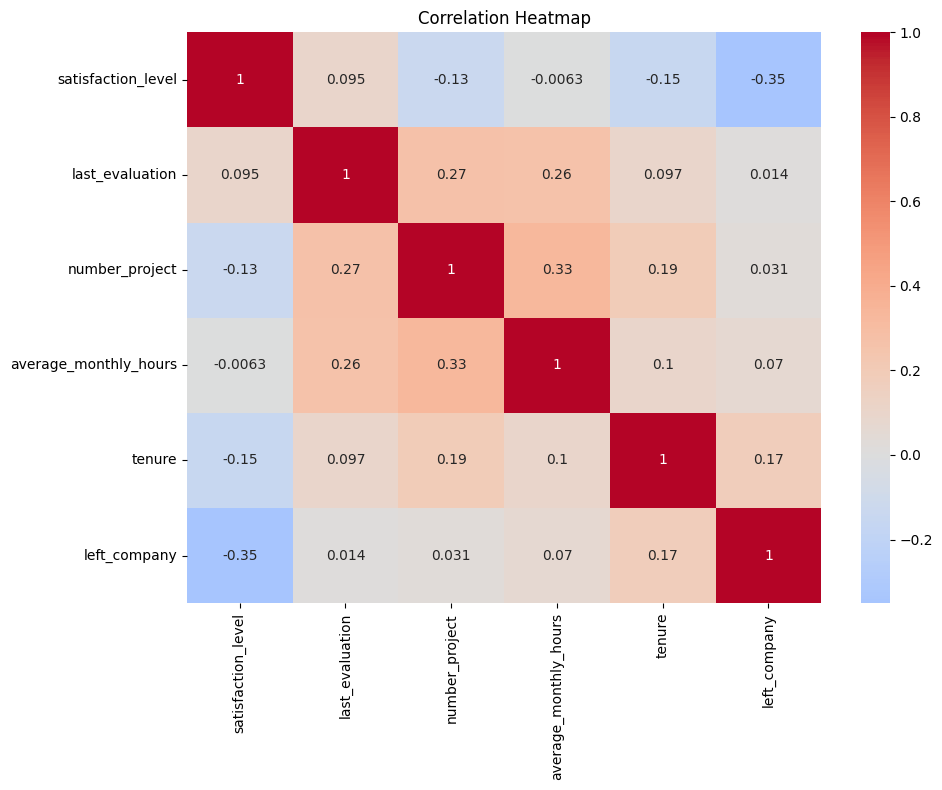 Correlation Heatmap
satisfaction_level 1 0.095 -0.13 -0.0063 -0.15 -0.35
last_evaluation 0.095 1 0.27 0.26 0.097 0.014
number_project -0.13 0.27 1 0.33 0.19 0.031
average_monthly_hours -0.0063 0.26 0.33 1 0.1 0.07
tenure -0.15 0.097 0.19 0.1 1 0.17
left_company -0.35 0.014 0.031 0.07 0.17 1
satisfaction_level
last_evaluation
number_project
average_monthly_hours
tenure
left_company
1.0
0.8
0.6
0.4
0.2
0.0
−0.2